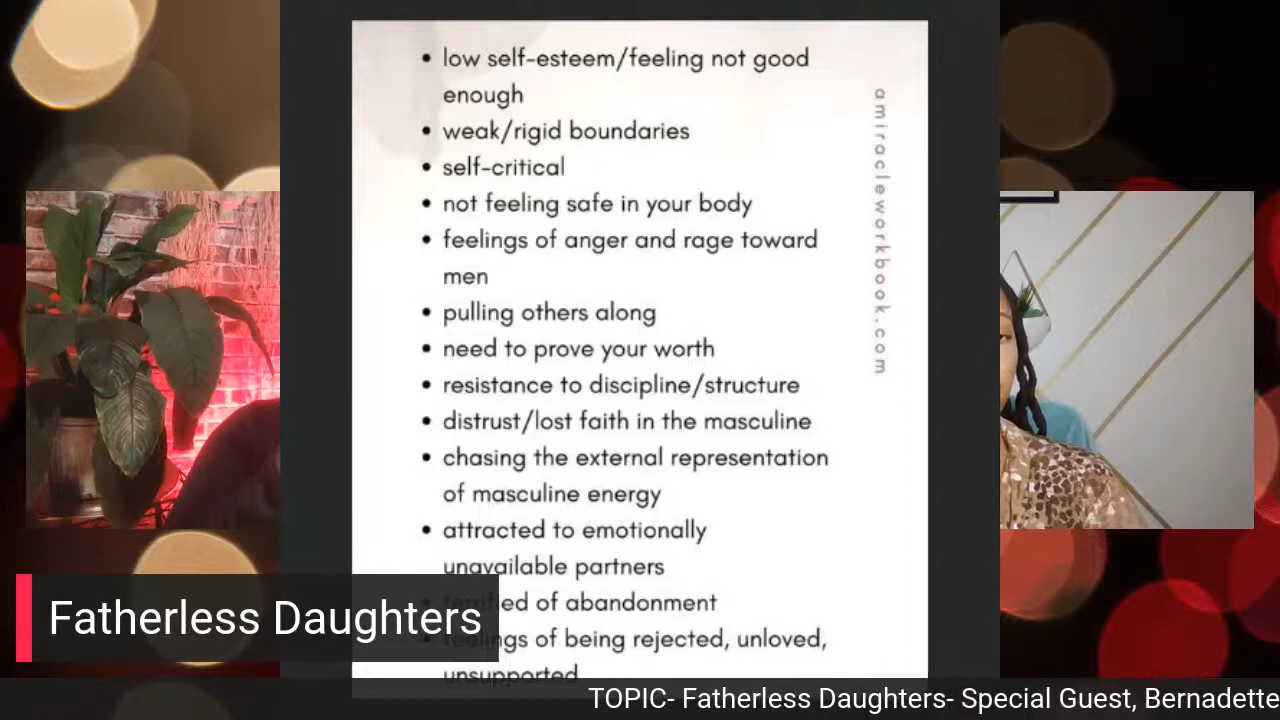 • low self-esteem/feeling not good
enough
• weak/rigid boundaries
• self-critical
• not feeling safe in your body
• feelings of anger and rage toward
men
• pulling others along
• need to prove your worth
• resistance to discipline/structure
• distrust/lost faith in the masculine
• chasing the external representation
of masculine energy
• attracted to emotionally
unavailable partners
• terrified of abandonment
• feelings of being rejected, unloved,
unsupported
amiracleworkbook.com
Fatherless Daughters
TOPIC- Fatherless Daughters- Special Guest, Bernadette